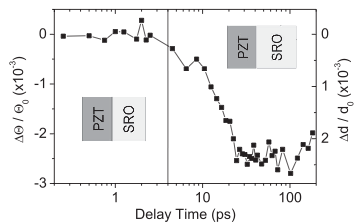 ΔΘ / Θ₀ (x10⁻³)
0
-1
-2
-3
PZT SRO
PZT SRO
0
1
2
Δd / d₀ (x10⁻³)
1 10 100
Delay Time (ps)